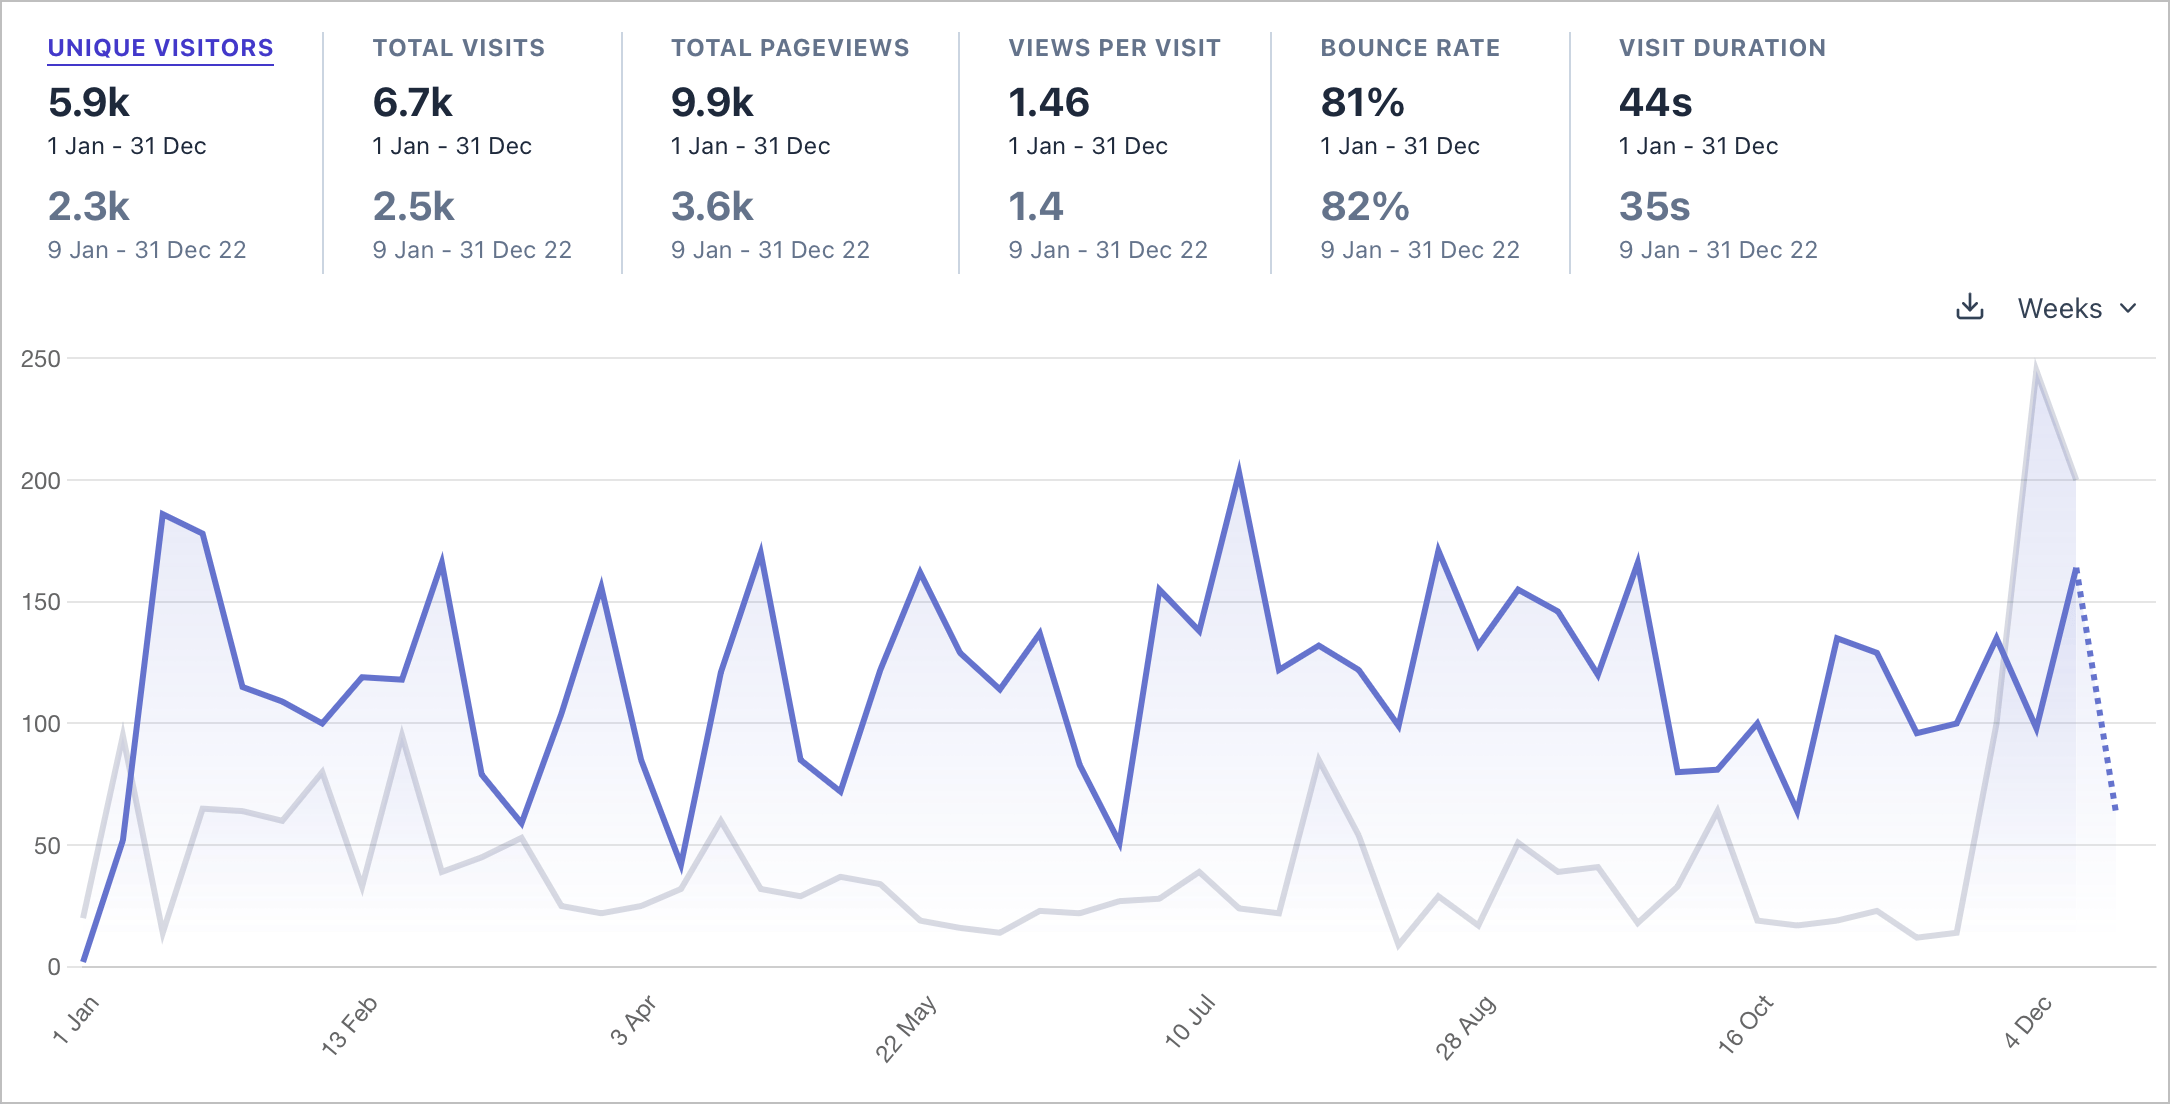 UNIQUE VISITORS
5.9k
1 Jan - 31 Dec
2.3k
9 Jan - 31 Dec 22
TOTAL VISITS
6.7k
1 Jan - 31 Dec
2.5k
9 Jan - 31 Dec 22
TOTAL PAGEVIEWS
9.9k
1 Jan - 31 Dec
3.6k
9 Jan - 31 Dec 22
VIEWS PER VISIT
1.46
1 Jan - 31 Dec
1.4
9 Jan - 31 Dec 22
BOUNCE RATE
81%
1 Jan - 31 Dec
82%
9 Jan - 31 Dec 22
VISIT DURATION
44s
1 Jan - 31 Dec
35s
9 Jan - 31 Dec 22
Weeks
250
200
150
100
50
0
1 Jan
13 Feb
3 Apr
22 May
10 Jul
28 Aug
16 Oct
4 Dec